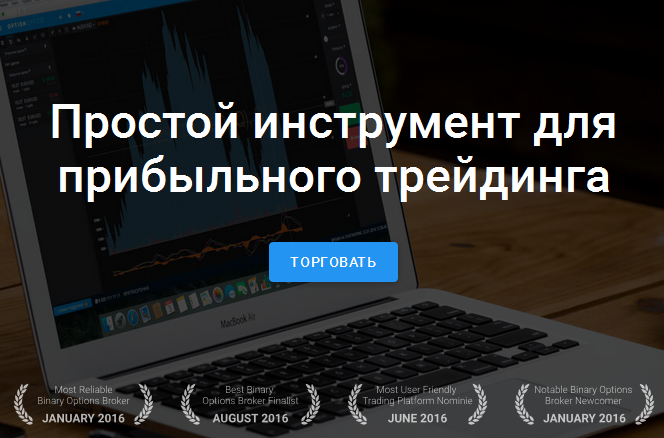 Простой инструмент для
прибыльного трейдинга
ТОРГОВАТЬ
MacBook Air
Most Reliable
Binary Options Broker
JANUARY 2016
Best Binary
Options Broker Finalist
AUGUST 2016
Most User Friendly
Trading Platform Nominie
JUNE 2016
Notable Binary Options
Broker Newcomer
JANUARY 2016